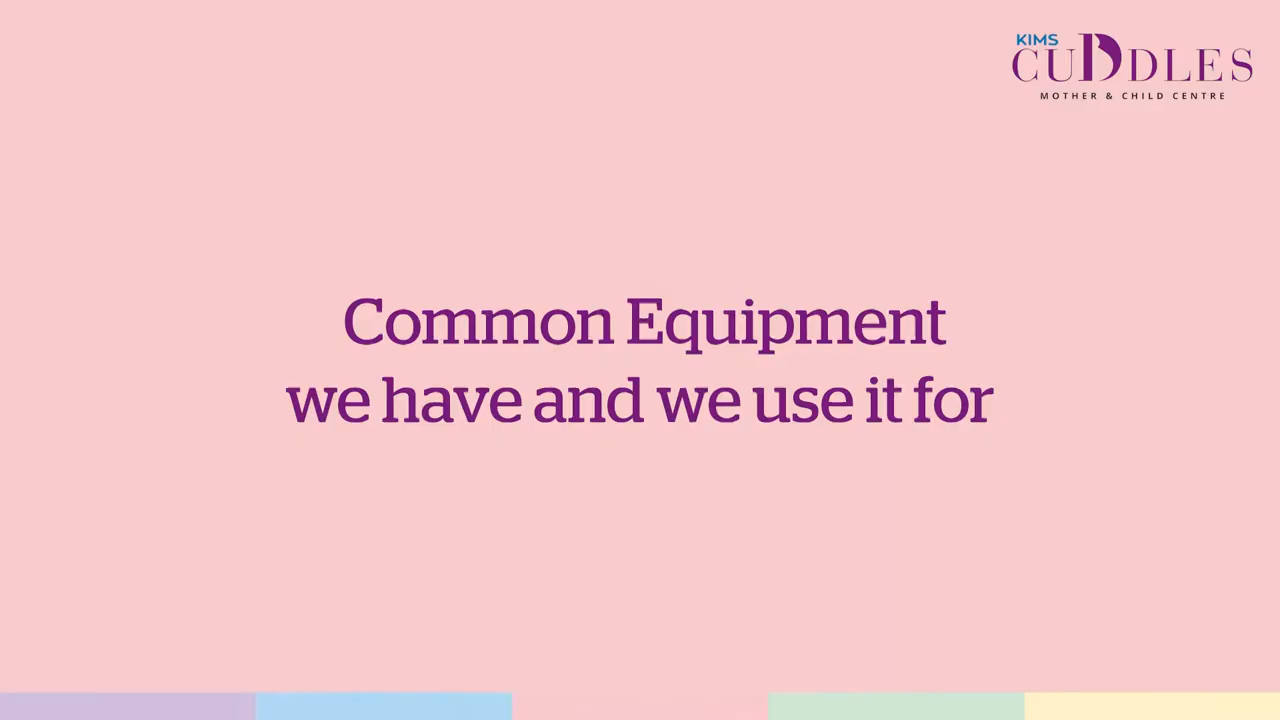 KIMS
CUDDLES
MOTHER & CHILD CENTRE
Common Equipment
we have and we use it for